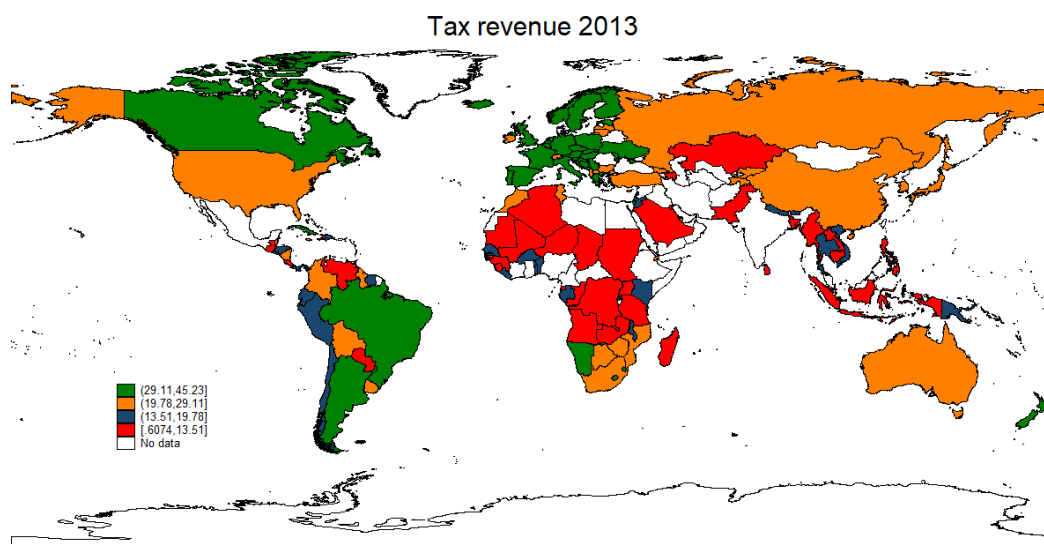 Tax revenue 2013
(29.11,45.23]
(19.78,29.11]
(13.51,19.78]
[.6074,13.51]
No data